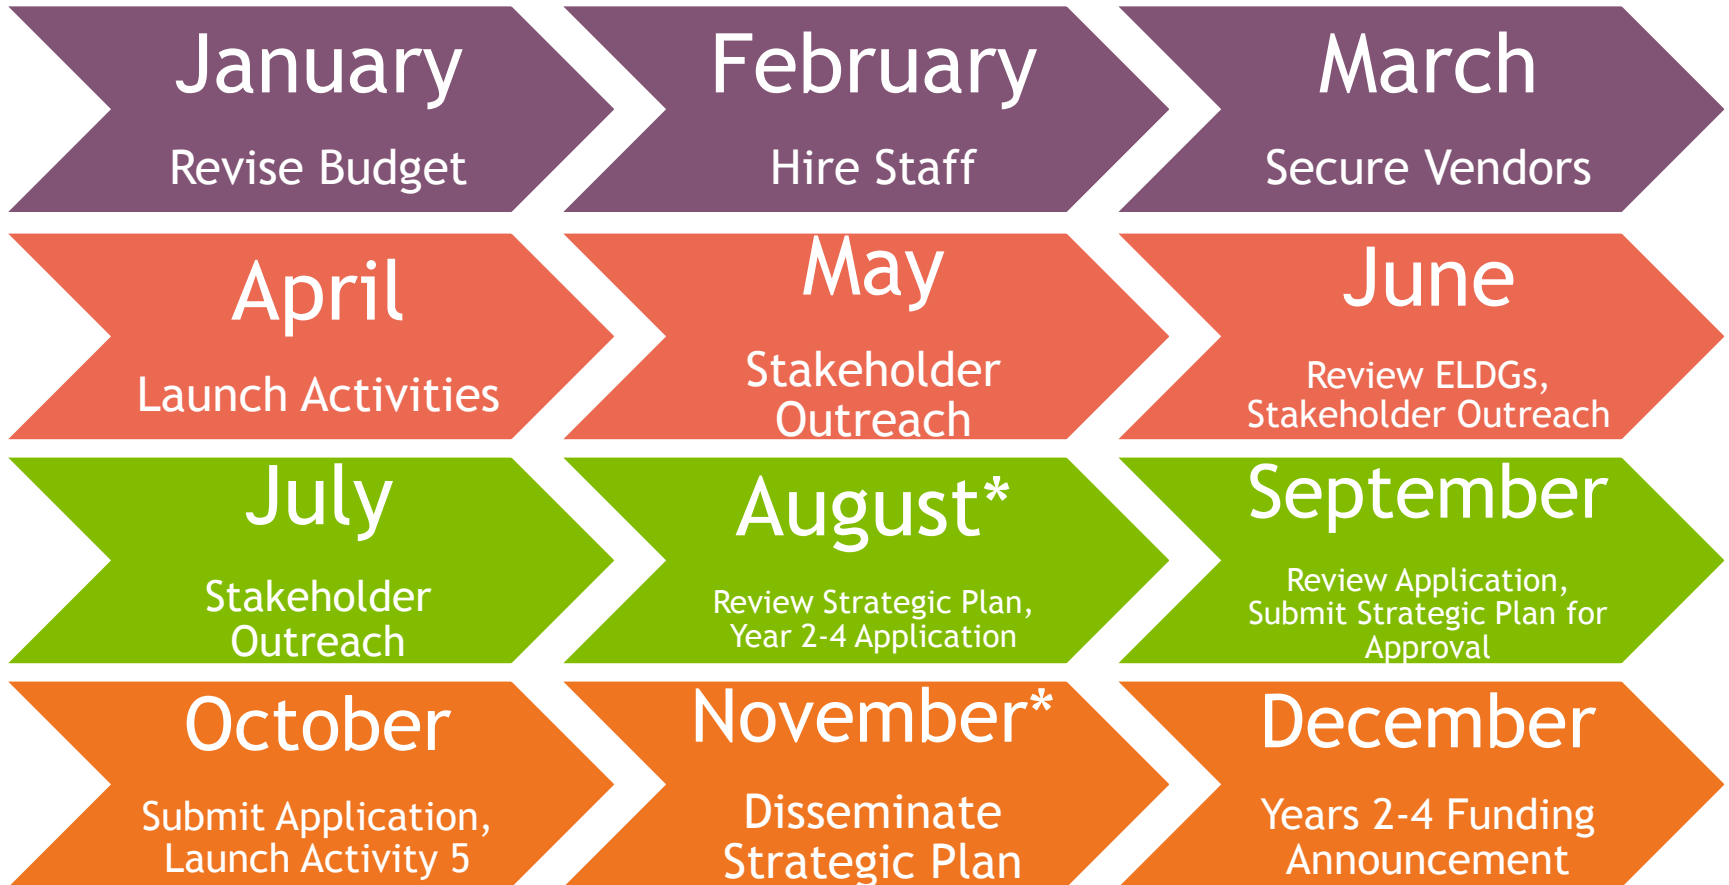 January
Revise Budget
February
Hire Staff
March
Secure Vendors
April
Launch Activities
May
Stakeholder
Outreach
June
Review ELDGs,
Stakeholder Outreach
July
Stakeholder
Outreach
August*
Review Strategic Plan,
Year 2-4 Application
September
Review Application,
Submit Strategic Plan for
Approval
October
Submit Application,
Launch Activity 5
November*
Disseminate
Strategic Plan
December
Years 2-4 Funding
Announcement